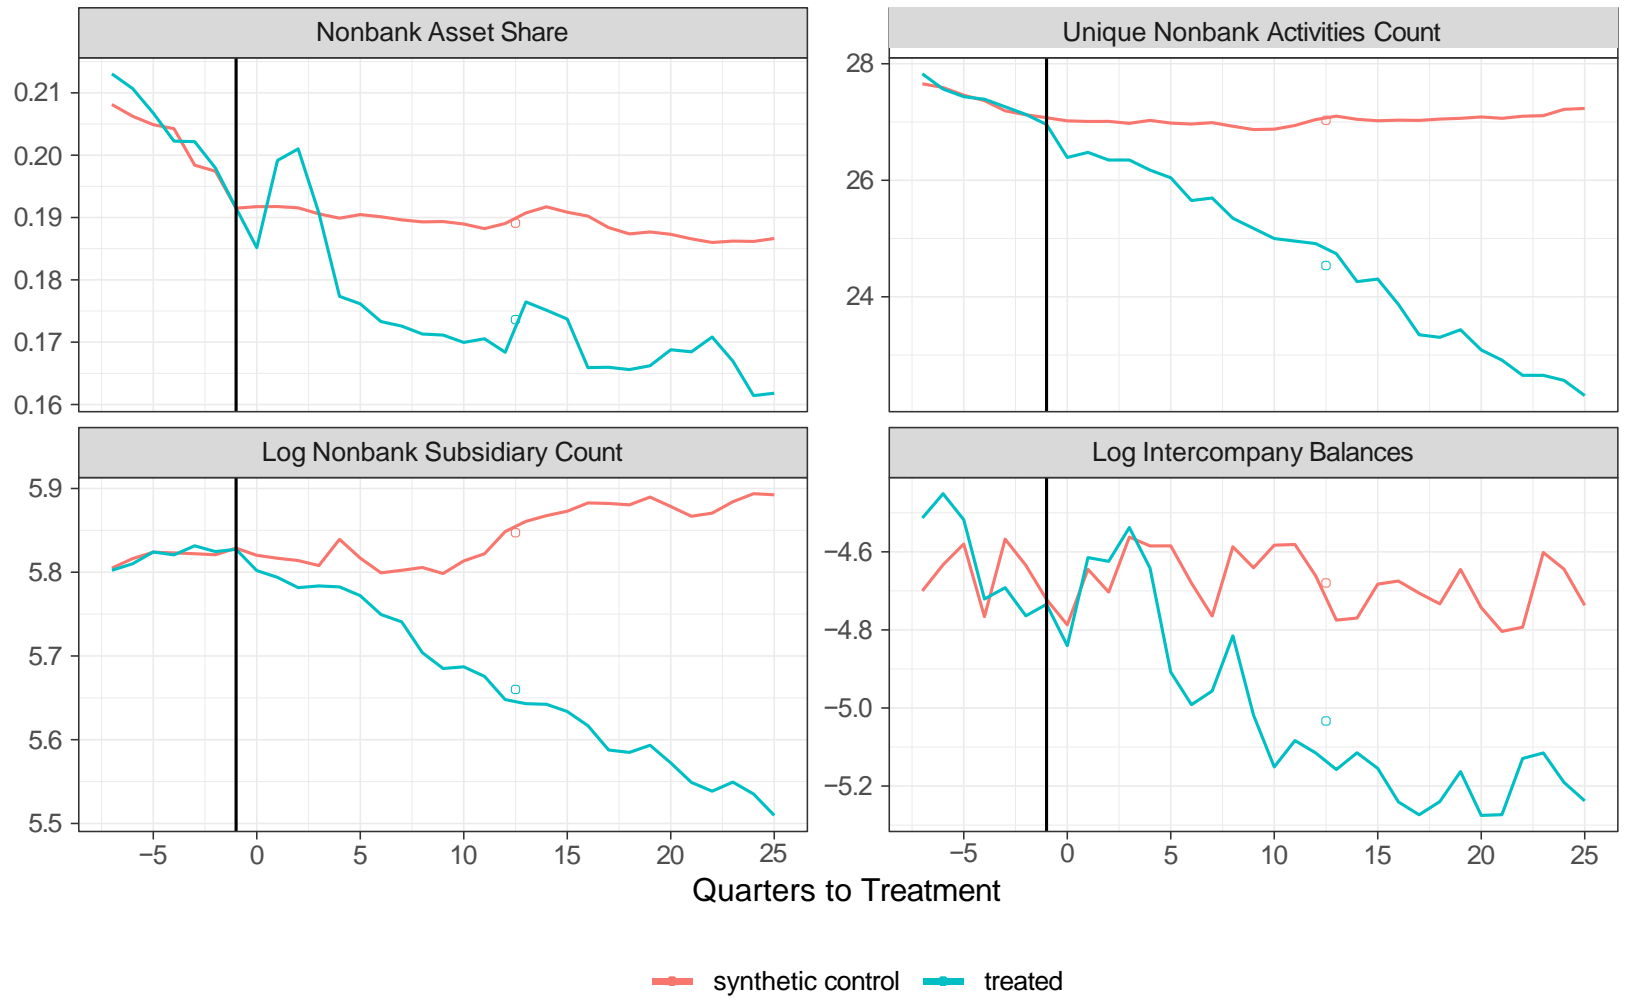 Nonbank Asset Share
0.21
0.20
0.19
0.18
0.17
0.16
Unique Nonbank Activities Count
28
26
24
Log Nonbank Subsidiary Count
5.9
5.8
5.7
5.6
5.5
−5 0 5 10 15 20 25
Log Intercompany Balances
−4.6
−4.8
−5.0
−5.2
−5 0 5 10 15 20 25
Quarters to Treatment
synthetic control treated